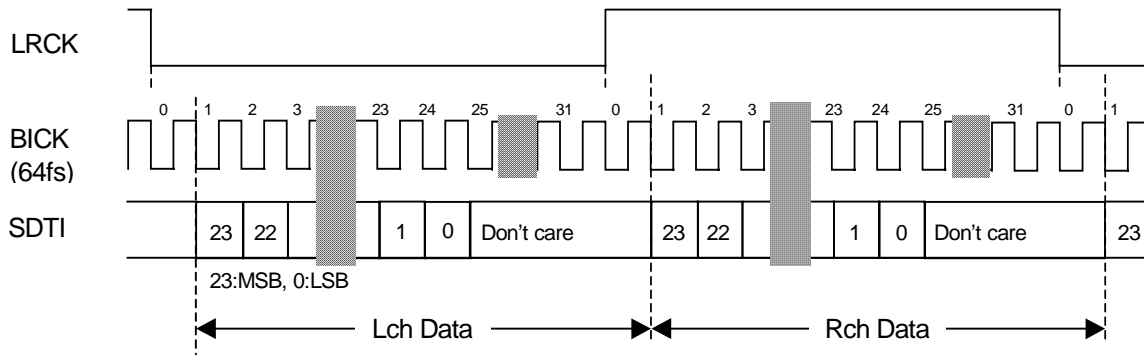 LRCK
0 1 2 3 23 24 25 31 0 1 2 3 23 24 25 31 0 1
BICK
(64fs)
SDTI 23 22 1 0 Don't care 23 22 1 0 Don't care 23
23:MSB, 0:LSB
Lch Data Rch Data